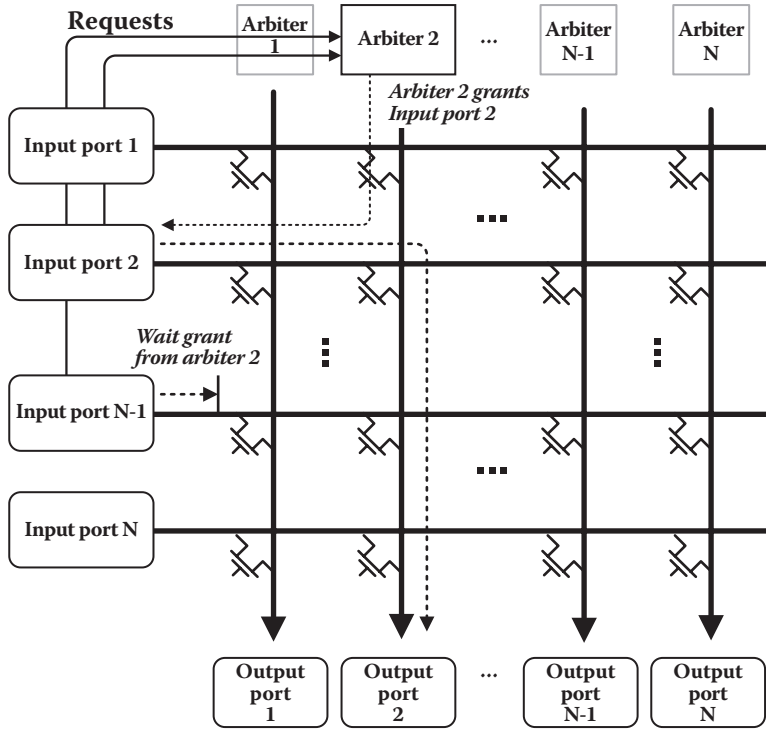 Requests
Arbiter
1
Arbiter 2
...
Arbiter
N-1
Arbiter
N
Arbiter 2 grants
Input port 2
Input port 1
Input port 2
Wait grant
from arbiter 2
Input port N-1
Input port N
Output
port
1
Output
port
2
...
Output
port
N-1
Output
port
N